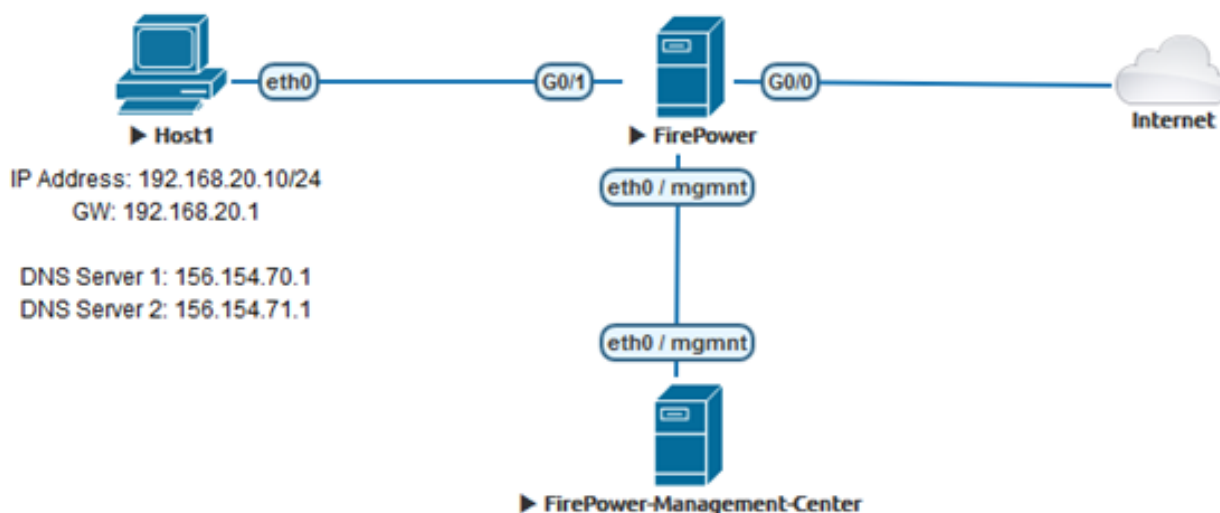 eth0
G0/1
G0/0
Host1
FirePower
Internet
IP Address: 192.168.20.10/24
GW: 192.168.20.1
DNS Server 1: 156.154.70.1
DNS Server 2: 156.154.71.1
eth0 / mgmnt
eth0 / mgmnt
FirePower-Management-Center